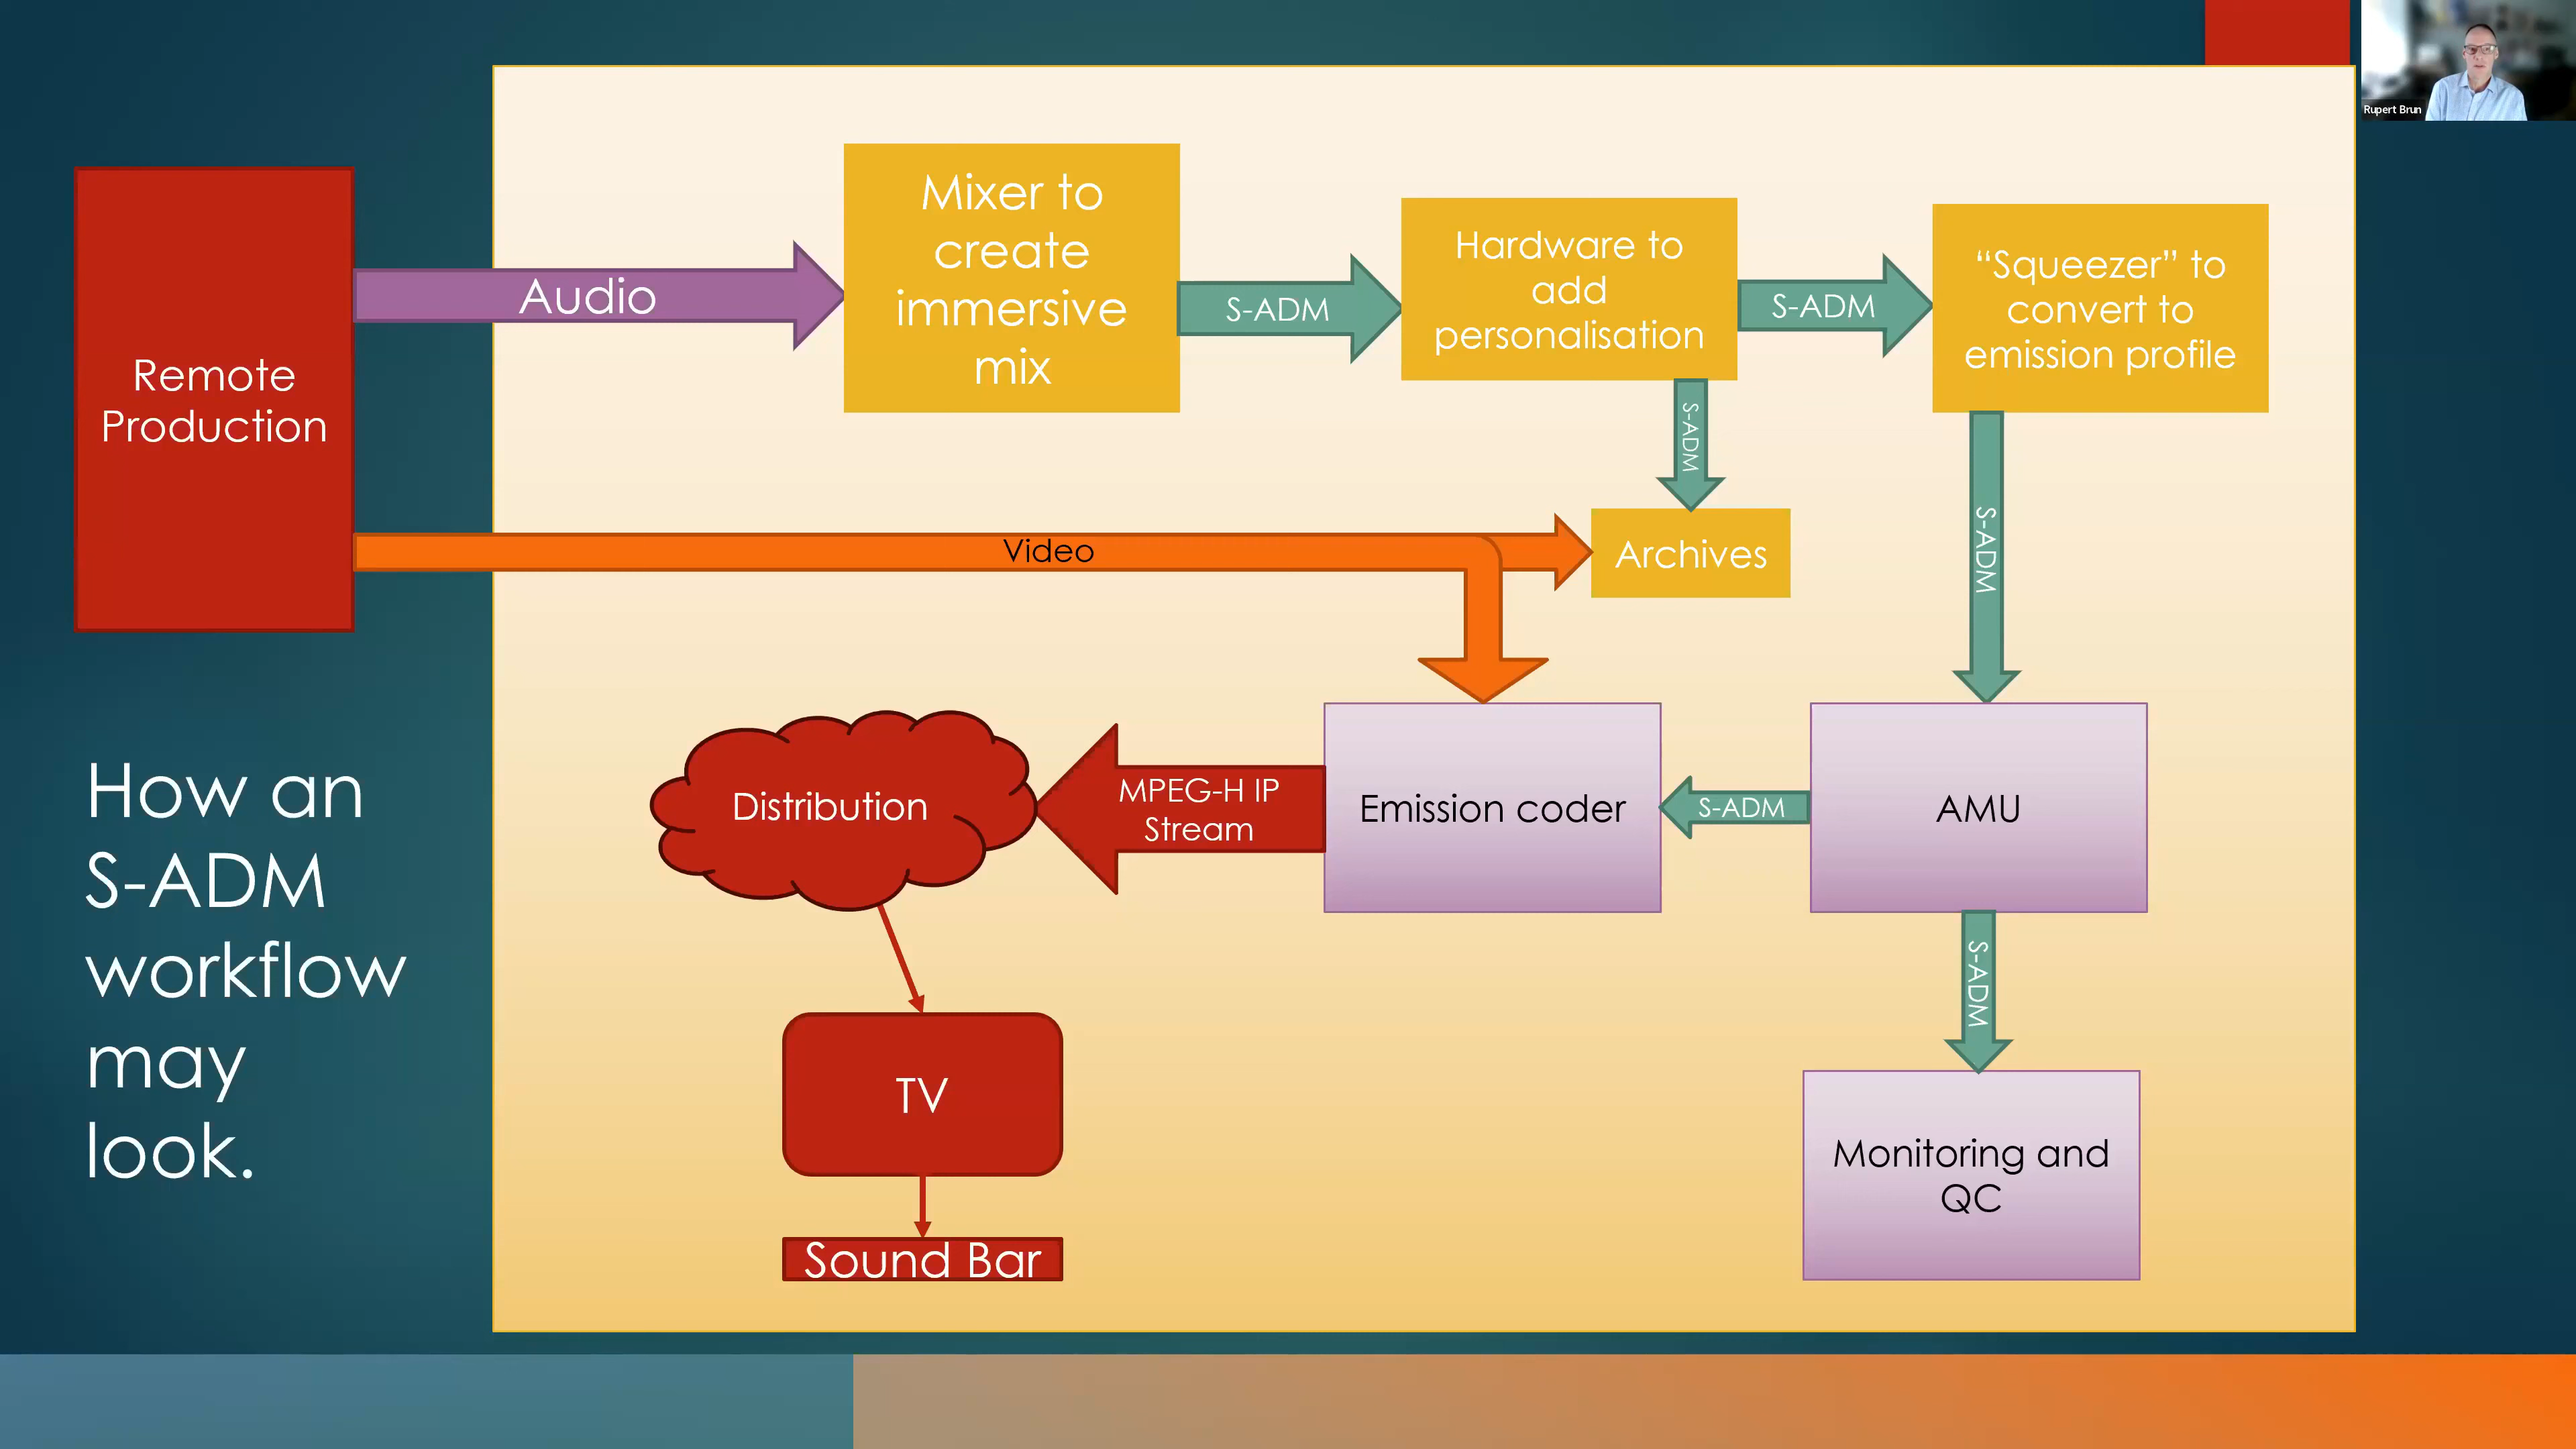 Rupert Brun
Remote
Production
Audio
Mixer to
create
immersive
mix
S-ADM
Hardware to
add
personalisation
S-ADM
“Squeezer” to
convert to
emission profile
S-ADM
S-ADM
Video
Archives
Distribution
MPEG-H IP
Stream
Emission coder
S-ADM
AMU
S-ADM
TV
Sound Bar
Monitoring and
QC
How an
S-ADM
workflow
may
look.